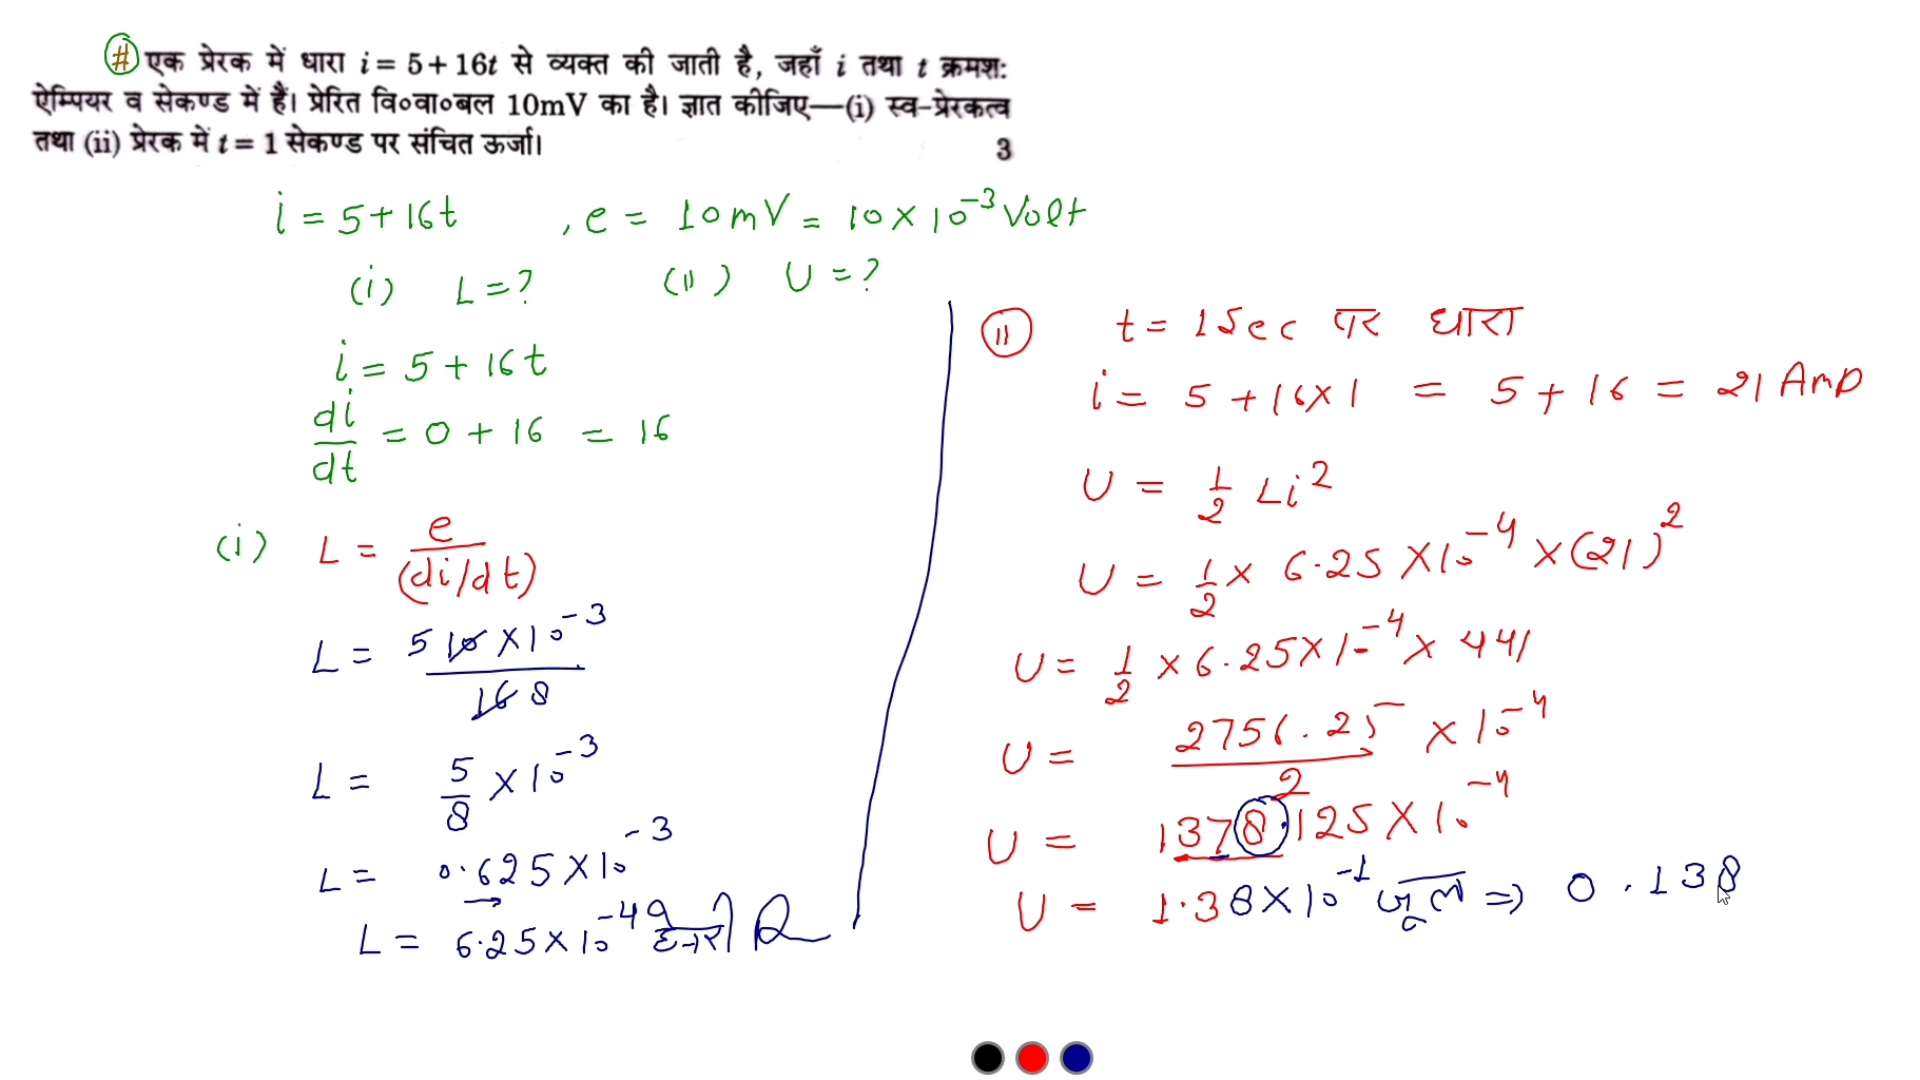 # एक प्रेरक में धारा i = 5 + 16t से व्यक्त की जाती है, जहाँ i तथा t क्रमश:
ऐम्पियर व सेकण्ड में हैं। प्रेरित वि०वा०बल 10mV का है। ज्ञात कीजिए—(i) स्व-प्रेरकत्व
तथा (ii) प्रेरक में t = 1 सेकण्ड पर संचित ऊर्जा। 3
i = 5+16t , e = 10mV = 10 × 10⁻³ Volt
(i) L = ? (ii) U = ?
i = 5 + 16t
di/dt = 0 + 16 = 16
(i) L = e/(di/dt)
L = 5 10 × 10⁻³ / 16 8
L = 5/8 × 10⁻³
L = 0.625 × 10⁻³
L = 6.25 × 10⁻⁴ हेनरी
(ii) t = 1 Sec पर धारा
i = 5 + 16 × 1 = 5 + 16 = 21 Amp
U = 1/2 Li²
U = 1/2 × 6.25 × 10⁻⁴ × (21)²
U = 1/2 × 6.25 × 10⁻⁴ × 441
U = 2756.25/2 × 10⁻⁴
U = 1378.125 × 10⁻⁴
U = 1.38 × 10⁻¹ जूल ⇒ 0.138